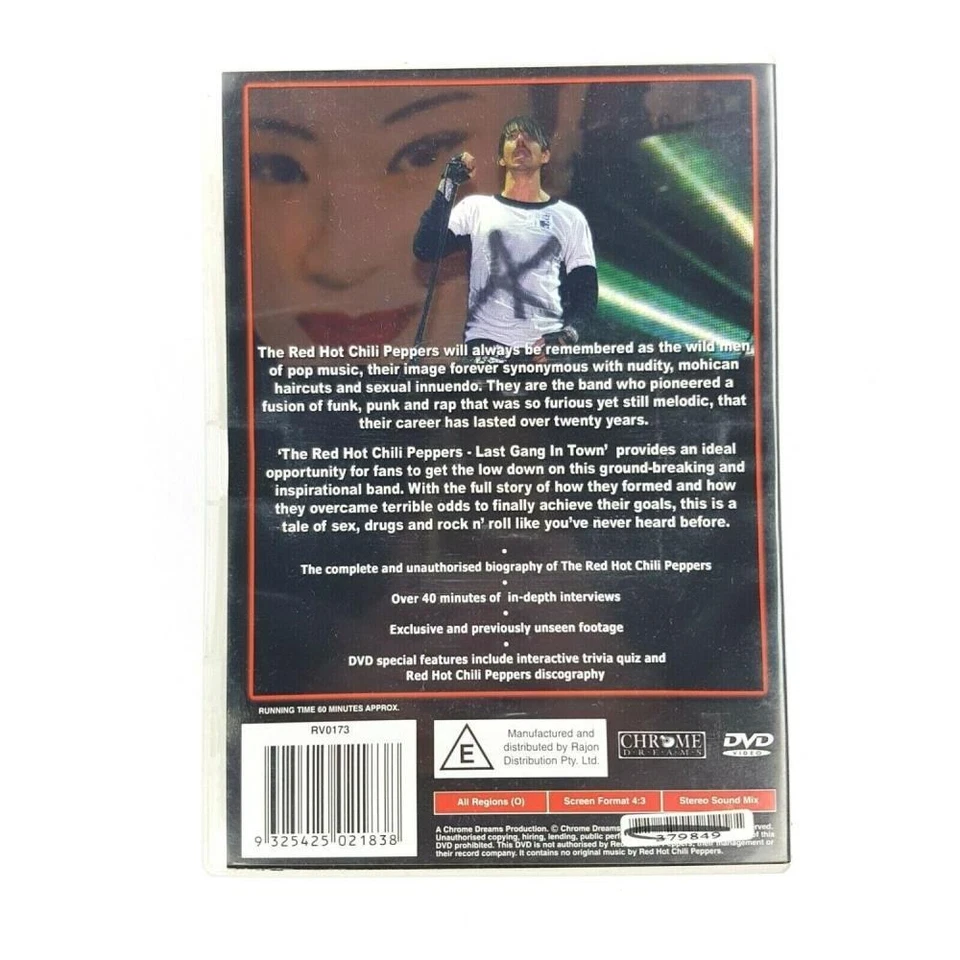 The Red Hot Chili Peppers will always be remembered as the wild men
of pop music, their image forever synonymous with nudity, mohican
haircuts and sexual innuendo. They are the band who pioneered a
fusion of funk, punk and rap that was so furious yet still melodic, that
their career has lasted over twenty years.
‘The Red Hot Chili Peppers - Last Gang In Town’ provides an ideal
opportunity for fans to get the low down on this ground-breaking and
inspirational band. With the full story of how they formed and how
they overcame terrible odds to finally achieve their goals, this is a
tale of sex, drugs and rock n’ roll like you’ve never heard before.
The complete and unauthorised biography of The Red Hot Chili Peppers
Over 40 minutes of in-depth interviews
Exclusive and previously unseen footage
DVD special features include interactive trivia quiz and
Red Hot Chili Peppers discography
RUNNING TIME 60 MINUTES APPROX.
RV0173
9 325425 021838
E
Manufactured and
distributed by Rajon
Distribution Pty. Ltd.
CHROME
DREAMS
DVD
VIDEO
All Regions (O)
Screen Format 4:3
Stereo Sound Mix
A Chrome Dreams Production. © Chrome Dreams
Unauthorised copying, hiring, lending, public of this
DVD prohibited. This DVD is not authorised by Red Peppers, their management or
their record company. It contains no original music by Red Hot Chili Peppers.
379849